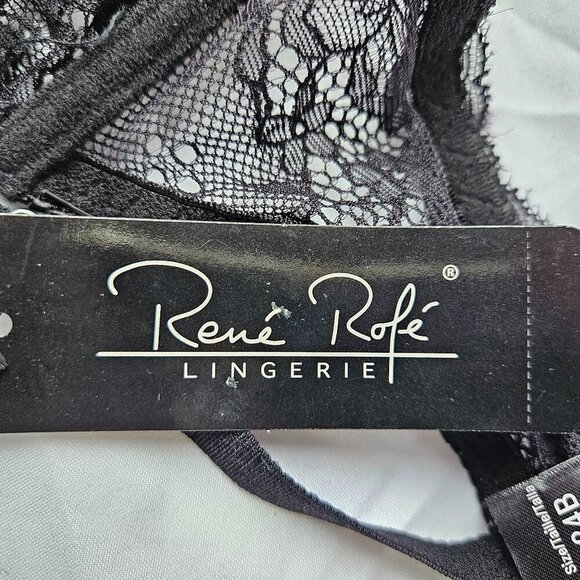 René Rofé ®
LINGERIE
Size/Taille/Talla
34B